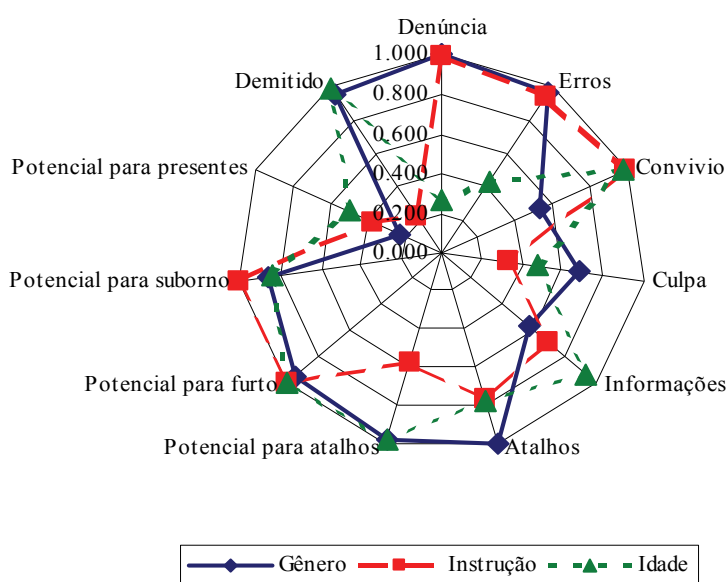 Denúncia
1.000
Demitido
0.800
Erros
0.600
Potencial para presentes
0.400
Convivio
0.200
0.000
Potencial para suborno
Culpa
Potencial para furto
Informações
Potencial para atalhos
Atalhos
Gênero Instrução Idade